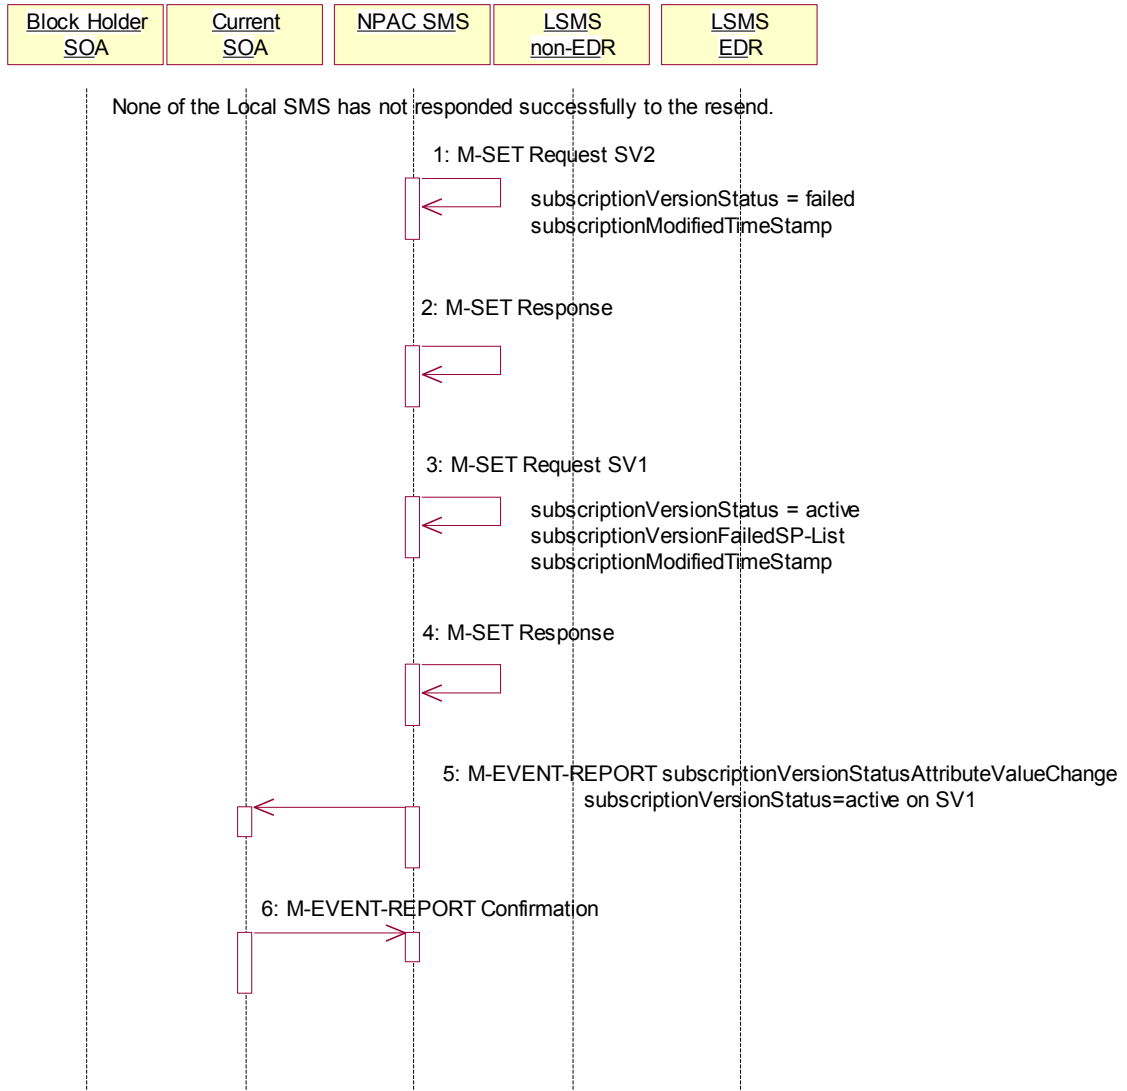 Block Holder
SOA
Current
SOA
NPAC SMS
LSMS
non-EDR
LSMS
EDR
None of the Local SMS has not responded successfully to the resend.
1: M-SET Request SV2
subscriptionVersionStatus = failed
subscriptionModifiedTimeStamp
2: M-SET Response
3: M-SET Request SV1
subscriptionVersionStatus = active
subscriptionVersionFailedSP-List
subscriptionModifiedTimeStamp
4: M-SET Response
5: M-EVENT-REPORT subscriptionVersionStatusAttributeValueChange
subscriptionVersionStatus=active on SV1
6: M-EVENT-REPORT Confirmation